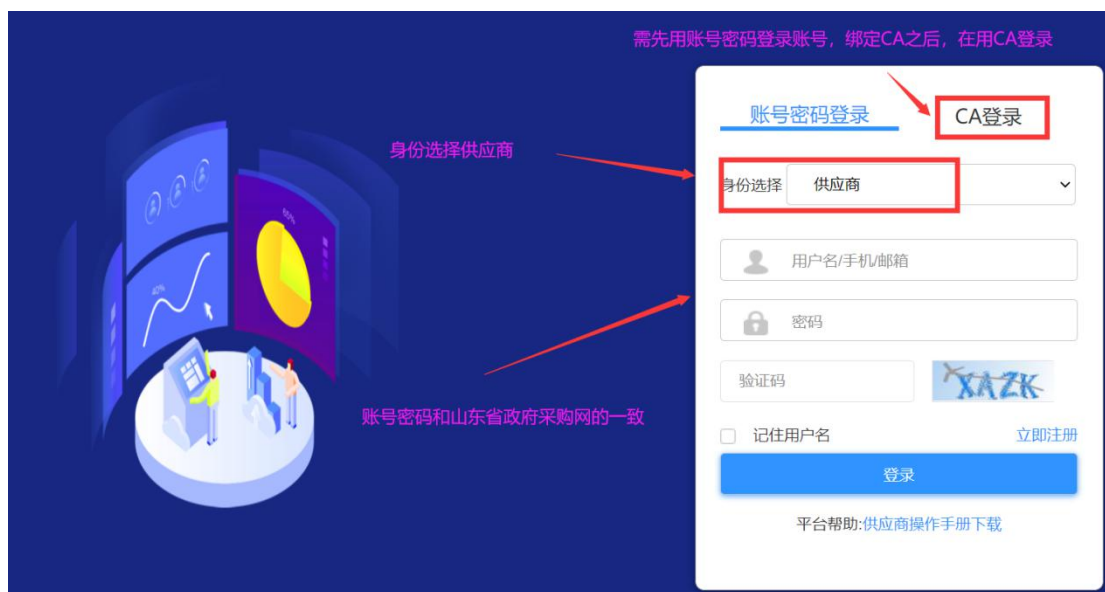 需先用账号密码登录账号，绑定CA之后，在用CA登录
账号密码登录
CA登录
身份选择供应商
身份选择
供应商
用户名/手机/邮箱
密码
验证码
XAZK
账号密码和山东省政府采购网的一致
记住用户名
立即注册
登录
平台帮助:供应商操作手册下载